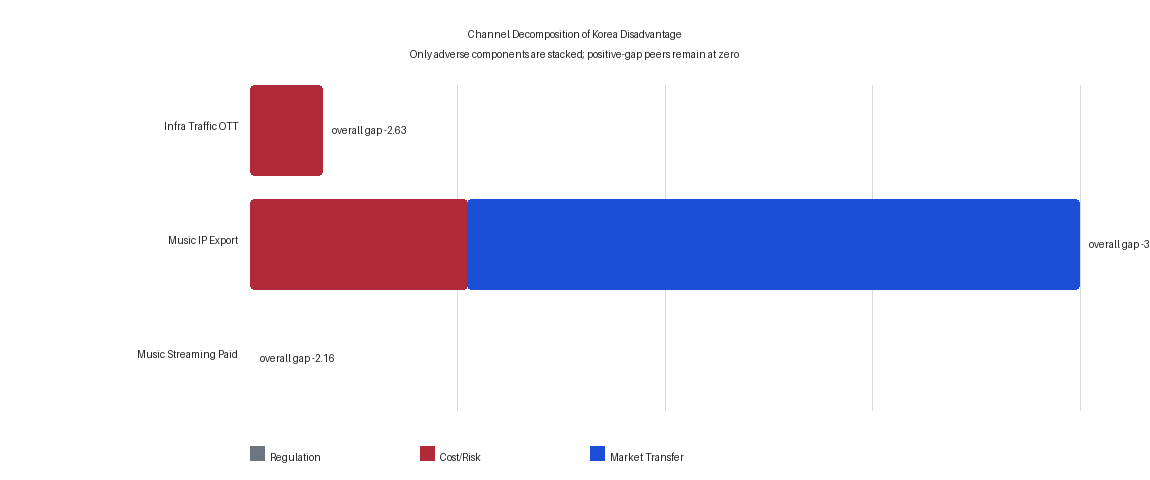 Channel Decomposition of Korea Disadvantage
Only adverse components are stacked; positive-gap peers remain at zero
Infra Traffic OTT
overall gap -2.63
Music IP Export
overall gap -3
Music Streaming Paid
overall gap -2.16
Regulation
Cost/Risk
Market Transfer